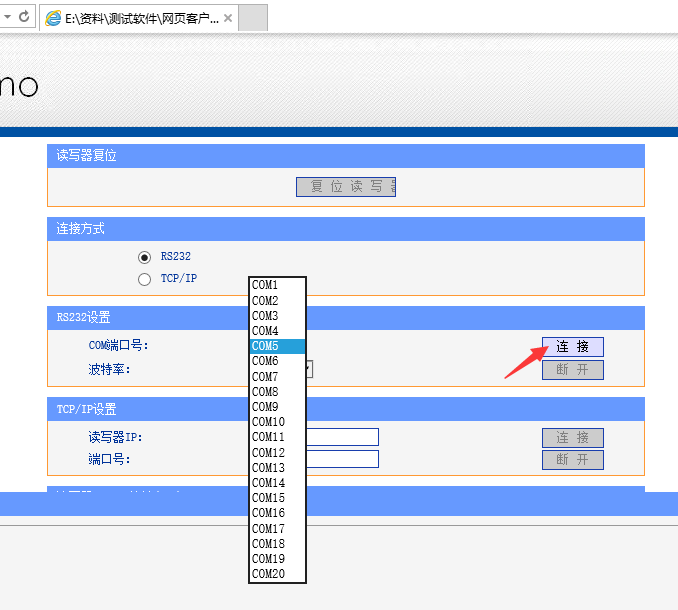 E:\资料\测试软件\网页客户...
no
读写器复位
复 位 读 写
连接方式
RS232
TCP/IP
RS232设置
COM端口号:
连 接
波特率:
断 开
TCP/IP设置
读写器IP:
连 接
端口号:
断 开
COM1
COM2
COM3
COM4
COM5
COM6
COM7
COM8
COM9
COM10
COM11
COM12
COM13
COM14
COM15
COM16
COM17
COM18
COM19
COM20